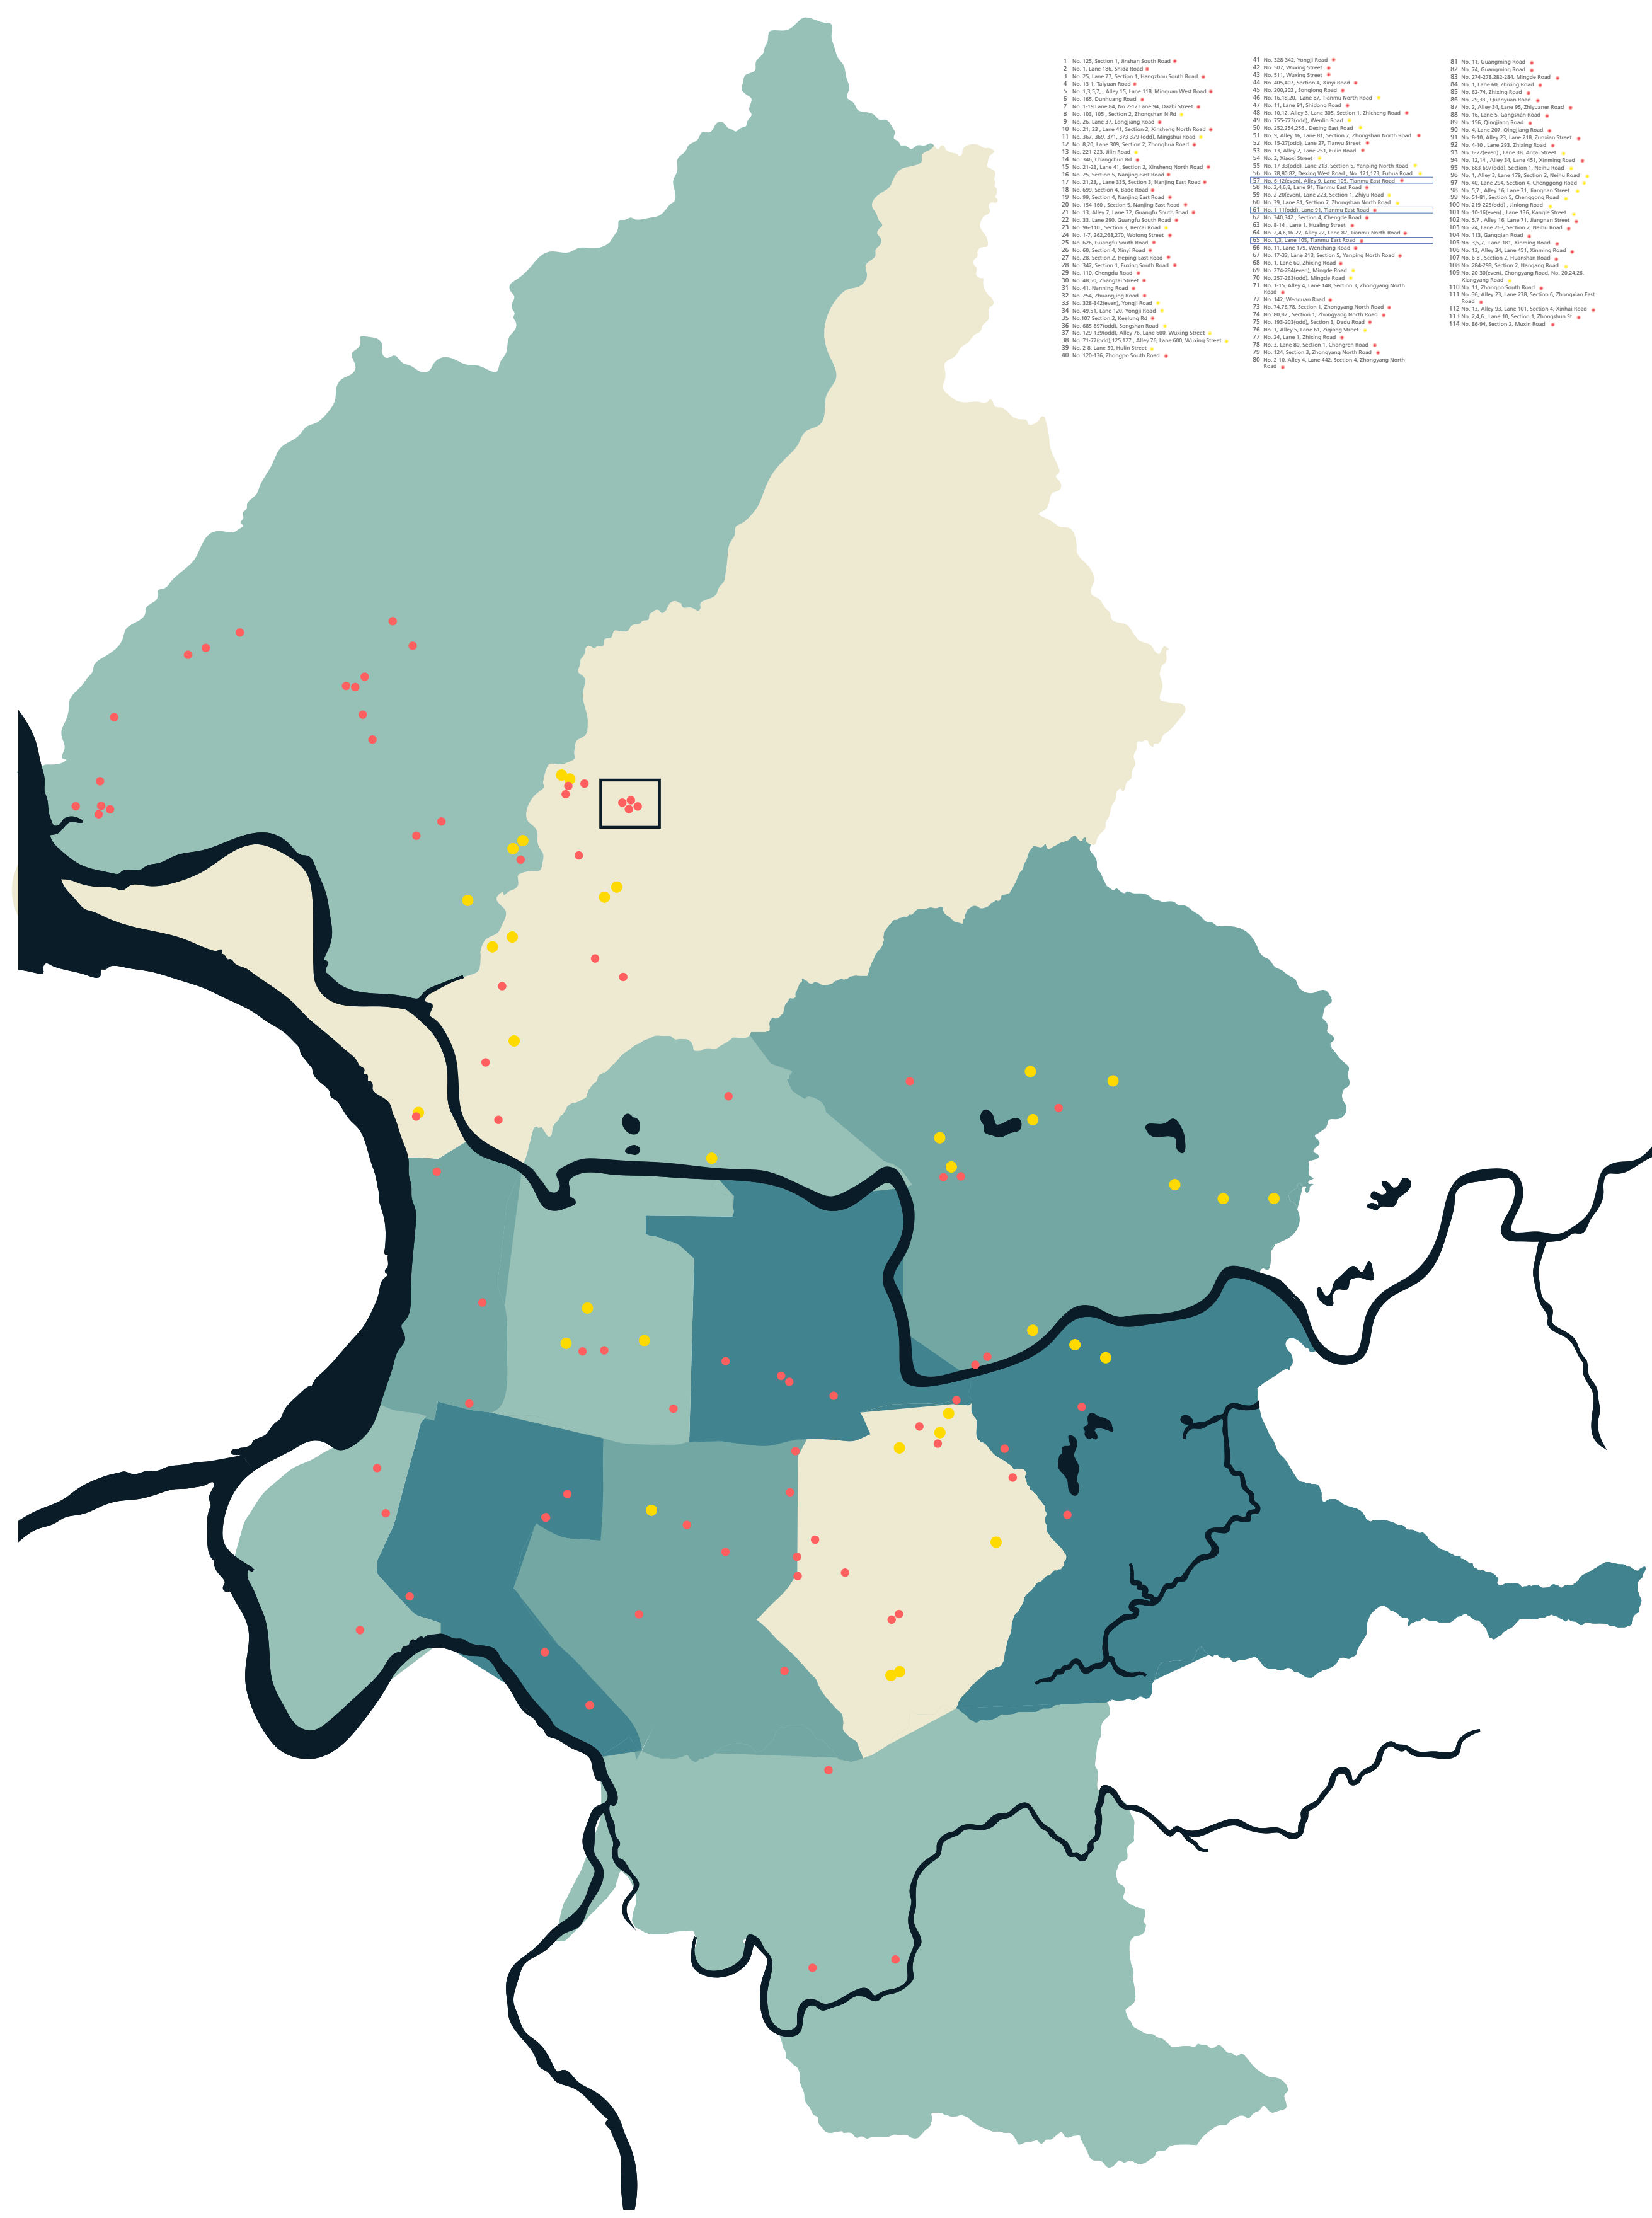 1 No. 125, Section 1, Jinshan South Road
2 No. 1, Lane 186, Shida Road
3 No. 25, Lane 77, Section 1, Hangzhou South Road
4 No. 13-1, Taiyuan Road
5 No. 1,3,5,7, , Alley 15, Lane 118, Minquan West Road
6 No. 165, Dunhuang Road
7 No. 1-19 Lane 84, No.2-12 Lane 94, Dazhi Street
8 No. 103, 105 , Section 2, Zhongshan N Rd
9 No. 26, Lane 37, Longjiang Road
10 No. 21, 23 , Lane 41, Section 2, Xinsheng North Road
11 No. 367, 369, 371, 373-379 (odd), Mingshui Road
12 No. 8,20, Lane 309, Section 2, Zhonghua Road
13 No. 221-223, Jilin Road
14 No. 346, Changchun Rd
15 No. 21-23, Lane 41, Section 2, Xinsheng North Road
16 No. 25, Section 5, Nanjing East Road
17 No. 21,23, , Lane 335, Section 3, Nanjing East Road
18 No. 695, Section 4, Bade Road
19 No. 99, Section 4, Nanjing East Road
20 No. 154-160 , Section 5, Nanjing East Road
21 No. 13, Alley 7, Lane 72, Guangfu South Road
22 No. 33, Lane 290, Guangfu South Road
23 No. 96-110 , Section 3, Ren'ai Road
24 No. 1-7, 262,268,270, Wolong Street
25 No. 626, Guangfu South Road
26 No. 60, Section 4, Xinyi Road
27 No. 28, Section 2, Heping East Road
28 No. 342, Section 1, Fuxing South Road
29 No. 110, Chengdu Road
30 No. 48,50, Zhangtai Street
31 No. 41, Nanning Road
32 No. 254, Zhuangjing Road
33 No. 328-342(even), Yongji Road
34 No. 49,51, Lane 120, Yongji Road
35 No.107 Section 2, Keelung Rd
36 No. 685-697(odd), Songshan Road
37 No. 129-139(odd), Alley 76, Lane 600, Wuxing Street
38 No. 71-77(odd),125,127 , Alley 76, Lane 600, Wuxing Street
39 No. 2-8, Lane 59, Hulin Street
40 No. 120-136, Zhongpo South Road
41 No. 328-342, Yongji Road
42 No. 507, Wuxing Street
43 No. 511, Wuxing Street
44 No. 405,407, Section 4, Xinyi Road
45 No. 200,202 , Songlong Road
46 No. 16,18,20, Lane 87, Tianmu North Road
47 No. 11, Lane 91, Shidong Road
48 No. 10,12, Alley 3, Lane 305, Section 1, Zhicheng Road
49 No. 755-773(odd), Wenlin Road
50 No. 252,254,256 , Dexing East Road
51 No. 9, Alley 16, Lane 81, Section 7, Zhongshan North Road
52 No. 15-27(odd), Lane 27, Tianyu Street
53 No. 13, Alley 2, Lane 251, Fulin Road
54 No. 2, Xiaoxi Street
55 No. 17-33(odd), Lane 213, Section 5, Yanping North Road
56 No. 78,80.82, Dexing West Road , No. 171,173, Fuhua Road
57 No. 6-12(even), Alley 9, Lane 105, Tianmu East Road
58 No. 2,4,6,8, Lane 91, Tianmu East Road
59 No. 2-20(even), Lane 223, Section 1, Zhiyu Road
60 No. 39, Lane 81, Section 7, Zhongshan North Road
61 No. 1-11(odd), Lane 91, Tianmu East Road
62 No. 340,342 , Section 4, Chengde Road
63 No. 8-14 , Lane 1, Hualing Street
64 No. 2,4,6,16-22, Alley 22, Lane 87, Tianmu North Road
65 No. 1,3, Lane 105, Tianmu East Road
66 No. 11, Lane 179, Wenchang Road
67 No. 17-33, Lane 213, Section 5, Yanping North Road
68 No. 1, Lane 60, Zhixing Road
69 No. 274-284(even), Mingde Road
70 No. 257-263(odd), Mingde Road
71 No. 1-15, Alley 4, Lane 148, Section 3, Zhongyang North
Road
72 No. 142, Wenquan Road
73 No. 74,76,78, Section 1, Zhongyang North Road
74 No. 80,82 , Section 1, Zhongyang North Road
75 No. 193-203(odd), Section 3, Dadu Road
76 No. 1, Alley 5, Lane 61, Ziqiang Street
77 No. 24, Lane 1, Zhixing Road
78 No. 3, Lane 80, Section 1, Chongren Road
79 No. 124, Section 3, Zhongyang North Road
80 No. 2-10, Alley 4, Lane 442, Section 4, Zhongyang North
Road
81 No. 11, Guangming Road
82 No. 74, Guangming Road
83 No. 274-278,282-284, Mingde Road
84 No. 1, Lane 60, Zhixing Road
85 No. 62-74, Zhixing Road
86 No. 29,33 , Quanyuan Road
87 No. 2, Alley 34, Lane 95, Zhiyuaner Road
88 No. 16, Lane 5, Gangshan Road
89 No. 156, Qingjiang Road
90 No. 4, Lane 207, Qingjiang Road
91 No. 8-10, Alley 23, Lane 218, Zunxian Street
92 No. 4-10 , Lane 293, Zhixing Road
93 No. 6-22(even) , Lane 38, Antai Street
94 No. 12,14 , Alley 34, Lane 451, Xinming Road
95 No. 683-697(odd), Section 1, Neihu Road
96 No. 1, Alley 3, Lane 179, Section 2, Neihu Road
97 No. 40, Lane 294, Section 4, Chenggong Road
98 No. 5,7 , Alley 16, Lane 71, Jiangnan Street
99 No. 51-81, Section 5, Chenggong Road
100 No. 219-225(odd) , Jinlong Road
101 No. 10-16(even) , Lane 136, Kangle Street
102 No. 5,7 , Alley 16, Lane 71, Jiangnan Street
103 No. 24, Lane 263, Section 2, Neihu Road
104 No. 113, Gangqian Road
105 No. 3,5,7, Lane 181, Xinming Road
106 No. 12, Alley 34, Lane 451, Xinming Road
107 No. 6-8 , Section 2, Huanshan Road
108 No. 284-298, Section 2, Nangang Road
109 No. 20-30(even), Chongyang Road, No. 20,24,26,
Xiangyang Road
110 No. 11, Zhongpo South Road
111 No. 36, Alley 23, Lane 278, Section 6, Zhongxiao East
Road
112 No. 13, Alley 93, Lane 101, Section 4, Xinhai Road
113 No. 2,4,6 , Lane 10, Section 1, Zhongshun St
114 No. 86-94, Section 2, Muxin Road